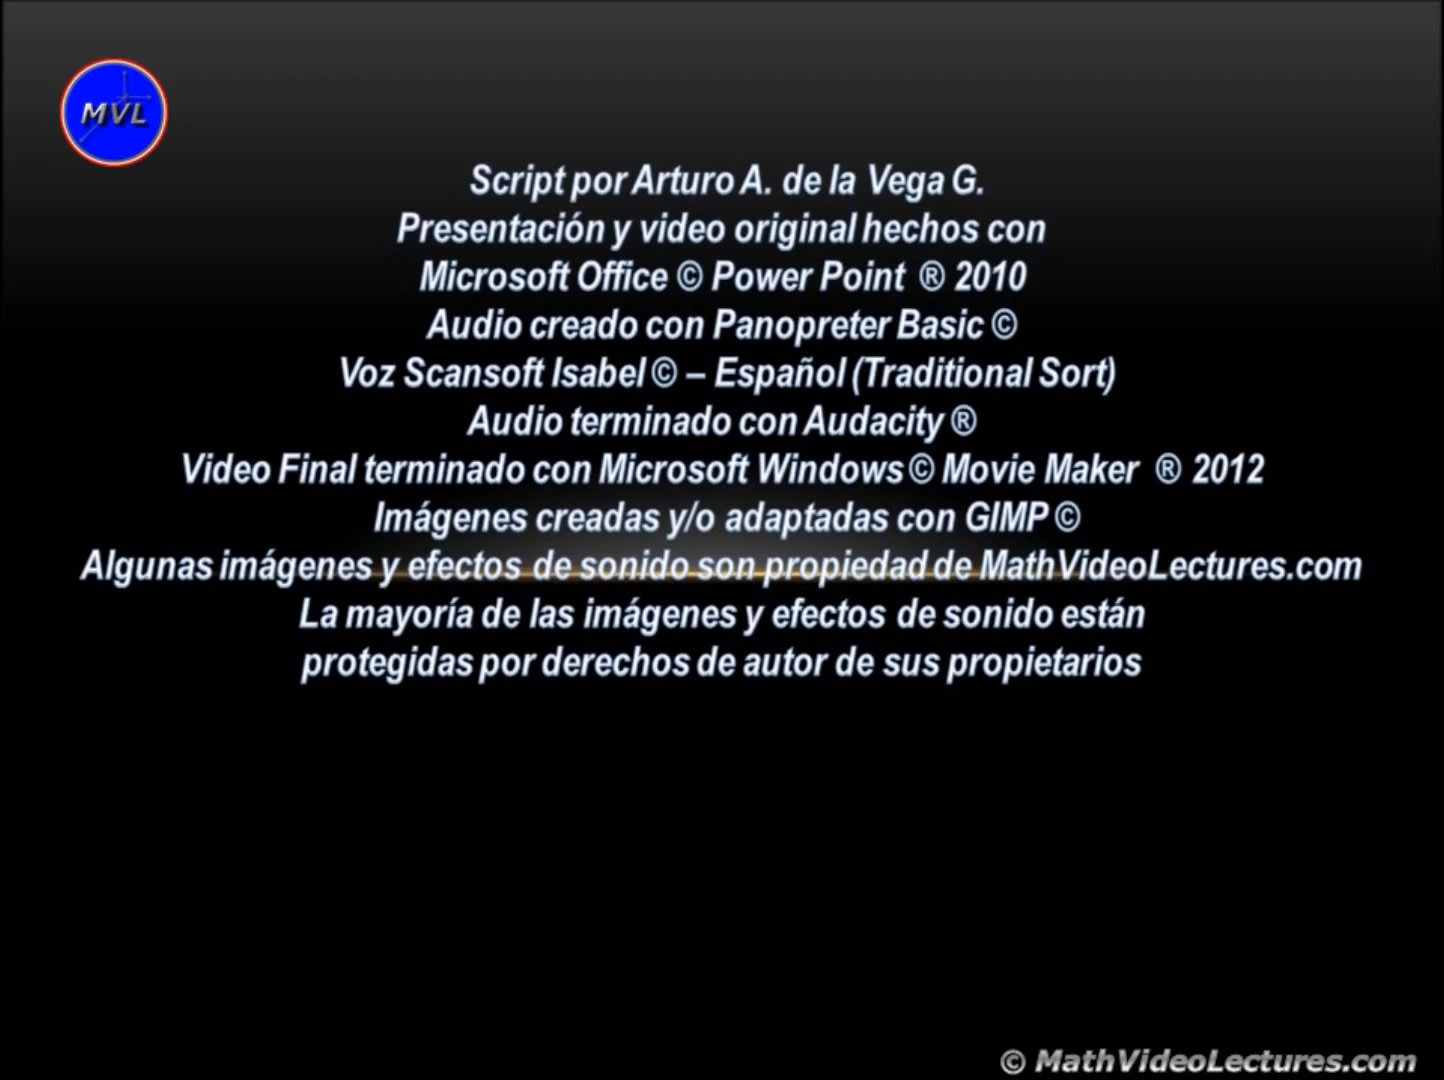 MVL
Script por Arturo A. de la Vega G.
Presentación y video original hechos con
Microsoft Office © Power Point ® 2010
Audio creado con Panopreter Basic ©
Voz Scansoft Isabel © – Español (Traditional Sort)
Audio terminado con Audacity ®
Video Final terminado con Microsoft Windows © Movie Maker ® 2012
Imágenes creadas y/o adaptadas con GIMP ©
Algunas imágenes y efectos de sonido son propiedad de MathVideoLectures.com
La mayoría de las imágenes y efectos de sonido están
protegidas por derechos de autor de sus propietarios
© MathVideoLectures.com